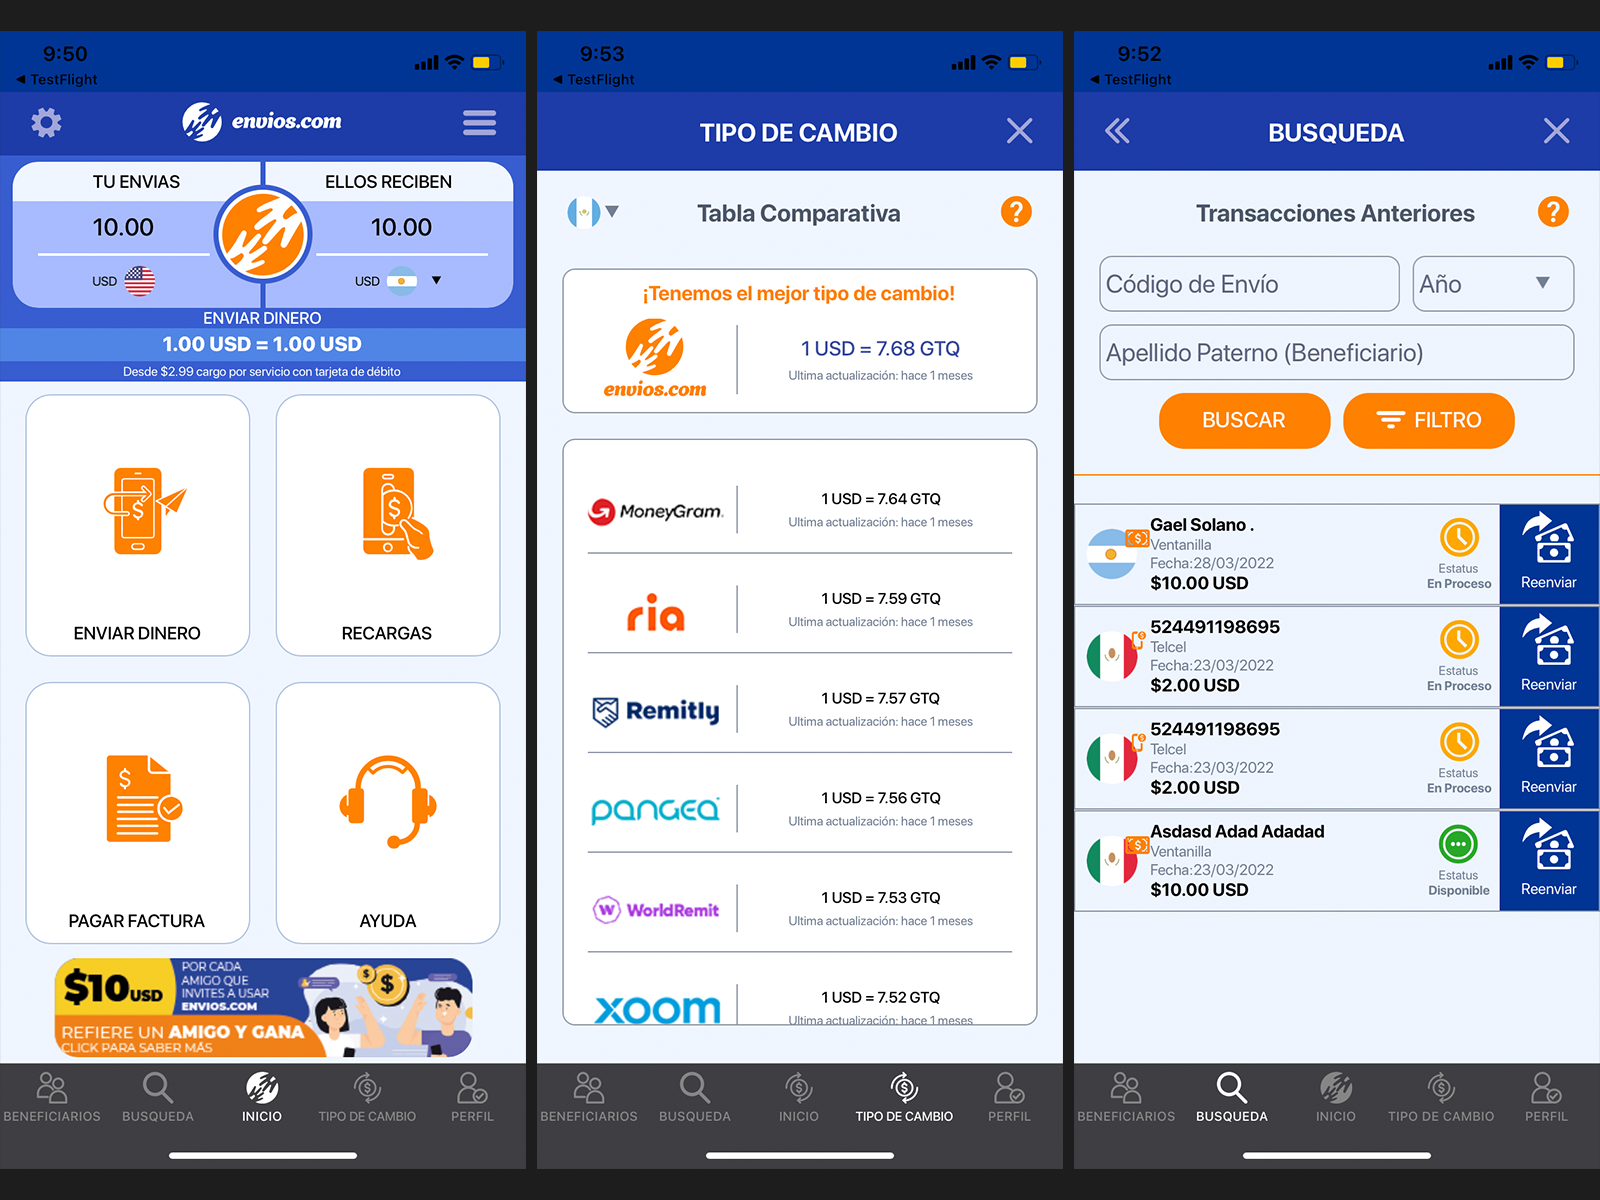 9:50
◄ TestFlight
envios.com
TU ENVIAS
ELLOS RECIBEN
10.00
10.00
USD
USD
ENVIAR DINERO
1.00 USD = 1.00 USD
Desde $2.99 cargo por servicio con tarjeta de débito
ENVIAR DINERO
RECARGAS
PAGAR FACTURA
AYUDA
$10 USD
POR CADA
AMIGO QUE
INVITES A USAR
ENVIOS.COM
REFIERE UN AMIGO Y GANA
CLICK PARA SABER MÁS
BENEFICIARIOS
BUSQUEDA
INICIO
TIPO DE CAMBIO
PERFIL
9:53
◄ TestFlight
TIPO DE CAMBIO
Tabla Comparativa
?
¡Tenemos el mejor tipo de cambio!
envios.com
1 USD = 7.68 GTQ
Ultima actualización: hace 1 meses
MoneyGram.
1 USD = 7.64 GTQ
Ultima actualización: hace 1 meses
ria
1 USD = 7.59 GTQ
Ultima actualización: hace 1 meses
Remitly
1 USD = 7.57 GTQ
Ultima actualización: hace 1 meses
PANGEA
1 USD = 7.56 GTQ
Ultima actualización: hace 1 meses
WorldRemit
1 USD = 7.53 GTQ
Ultima actualización: hace 1 meses
xoom
1 USD = 7.52 GTQ
Ultima actualización: hace 1 meses
BENEFICIARIOS
BUSQUEDA
INICIO
TIPO DE CAMBIO
PERFIL
9:52
◄ TestFlight
BUSQUEDA
Transacciones Anteriores
?
Código de Envío
Año
Apellido Paterno (Beneficiario)
BUSCAR
FILTRO
Gael Solano .
Ventanilla
Fecha:28/03/2022
$10.00 USD
Estatus
En Proceso
Reenviar
524491198695
Telcel
Fecha:23/03/2022
$2.00 USD
Estatus
En Proceso
Reenviar
524491198695
Telcel
Fecha:23/03/2022
$2.00 USD
Estatus
En Proceso
Reenviar
Asdasd Adad Adadad
Ventanilla
Fecha:23/03/2022
$10.00 USD
Estatus
Disponible
Reenviar
BENEFICIARIOS
BUSQUEDA
INICIO
TIPO DE CAMBIO
PERFIL